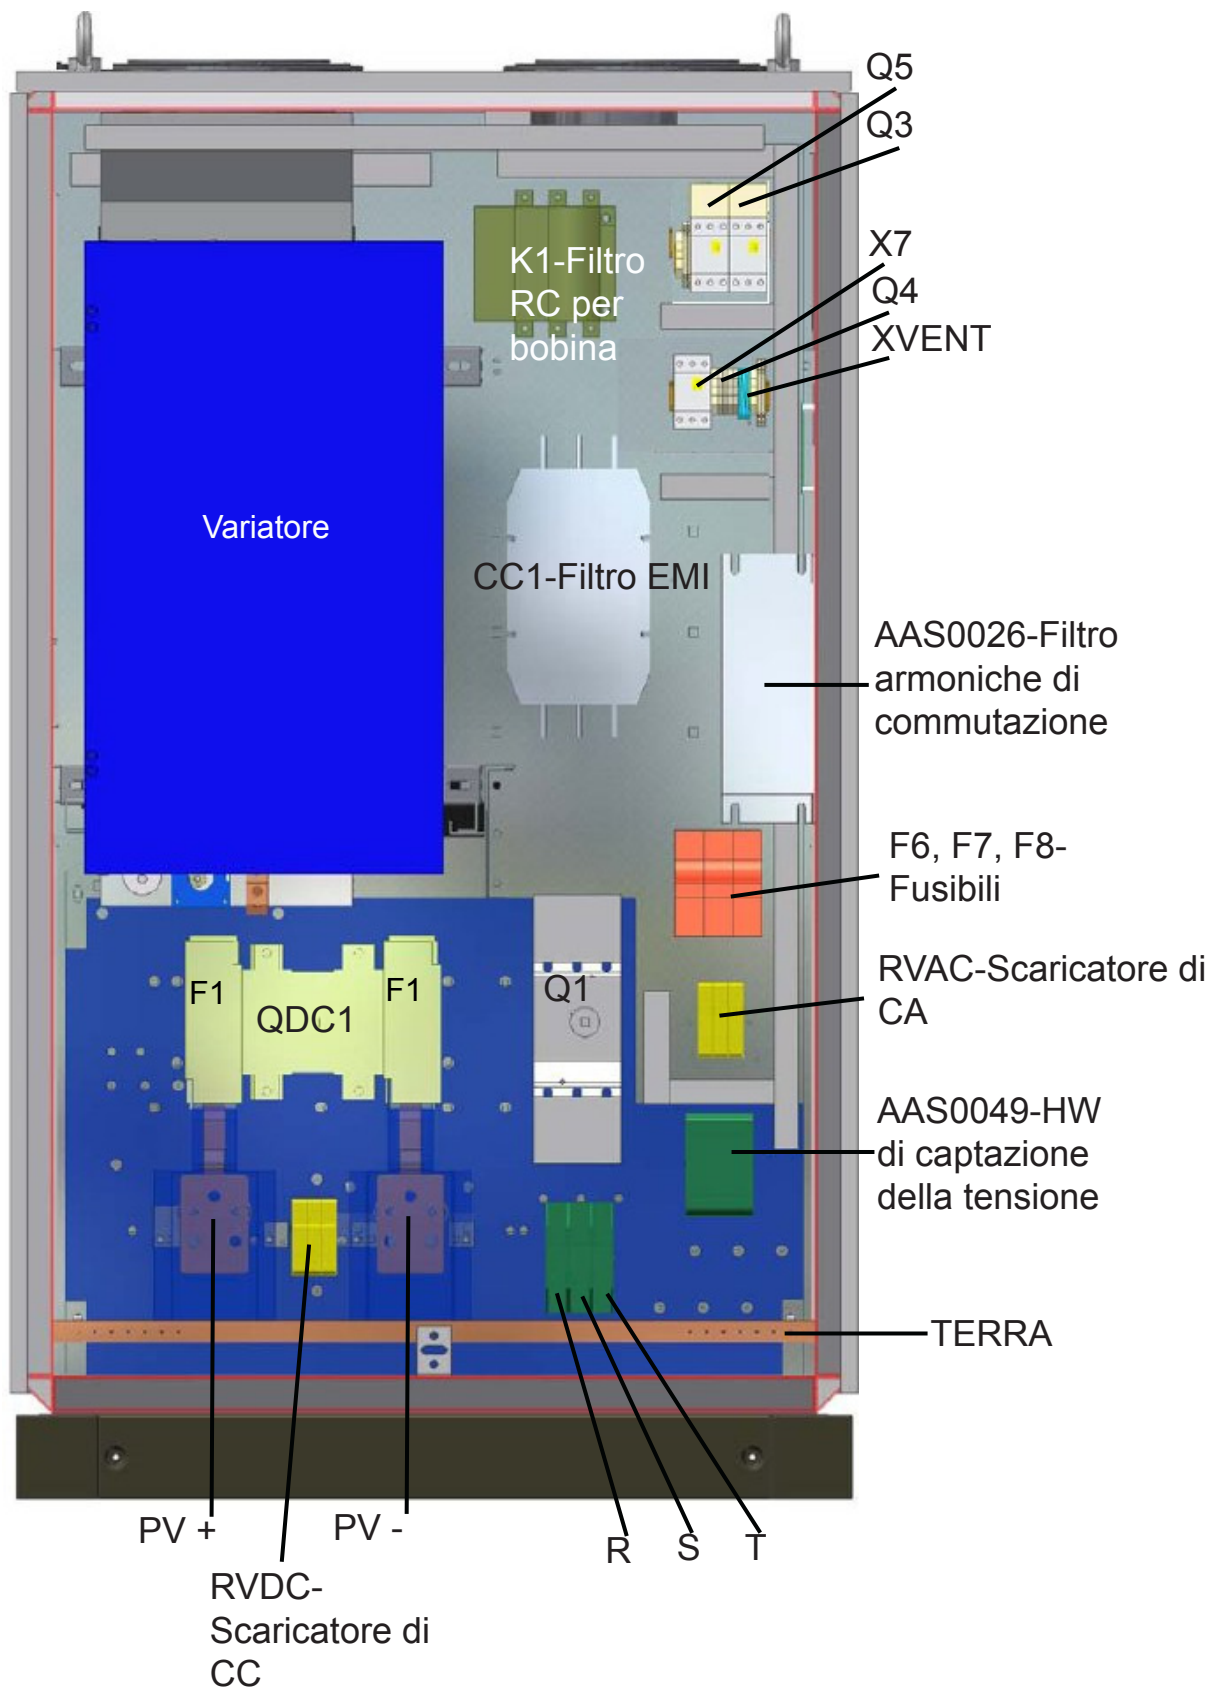 Q5
Q3
X7
Q4
XVENT
K1-Filtro
RC per
bobina
Variatore
CC1-Filtro EMI
AAS0026-Filtro
armoniche di
commutazione
F6, F7, F8-
Fusibili
RVAC-Scaricatore di
CA
F1
QDC1
F1
Q1
AAS0049-HW
di captazione
della tensione
TERRA
PV +
PV -
R
S
T
RVDC-
Scaricatore di
CC